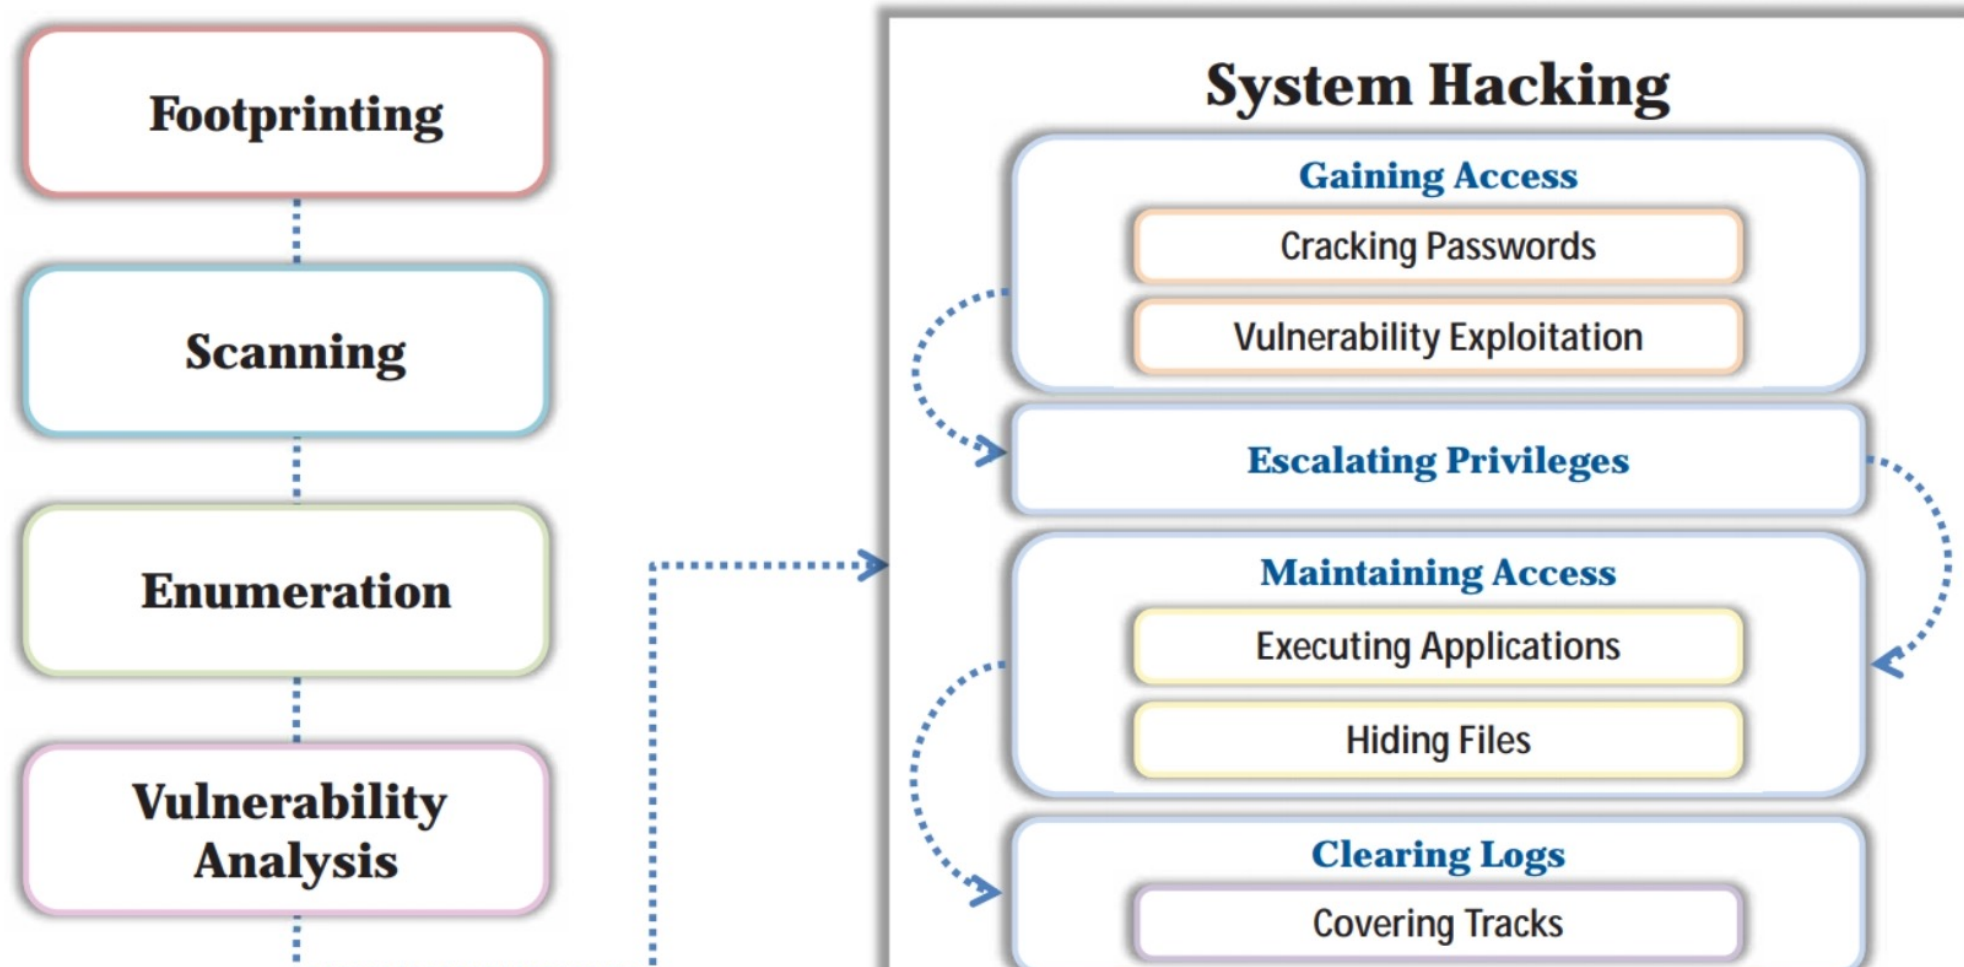 Footprinting
Scanning
Enumeration
Vulnerability
Analysis
System Hacking
Gaining Access
Cracking Passwords
Vulnerability Exploitation
Escalating Privileges
Maintaining Access
Executing Applications
Hiding Files
Clearing Logs
Covering Tracks